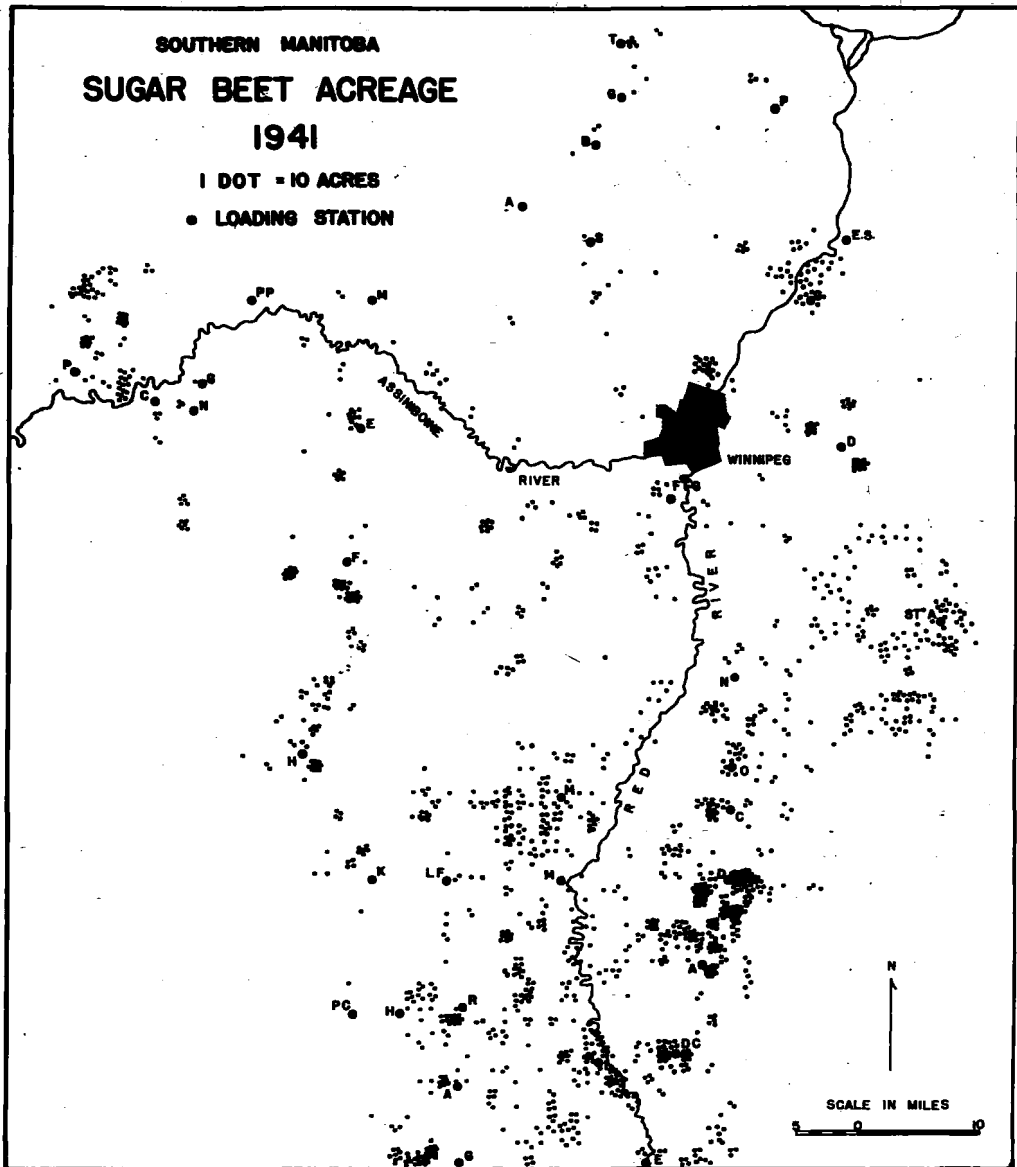 SOUTHERN MANITOBA
SUGAR BEET ACREAGE
1941
1 DOT = 10 ACRES
LOADING STATION
T
G
P
B
A
S
E.S.
PP
M
P
G
C
N
E
ASSINIBOINE
RIVER
WINNIPEG
D
FT.G
F
RED RIVER
ST A
N
H
O
M
C
K
LF
M
D
A
N
PC
H
R
DC
A
SCALE IN MILES
5 0 10
G
E